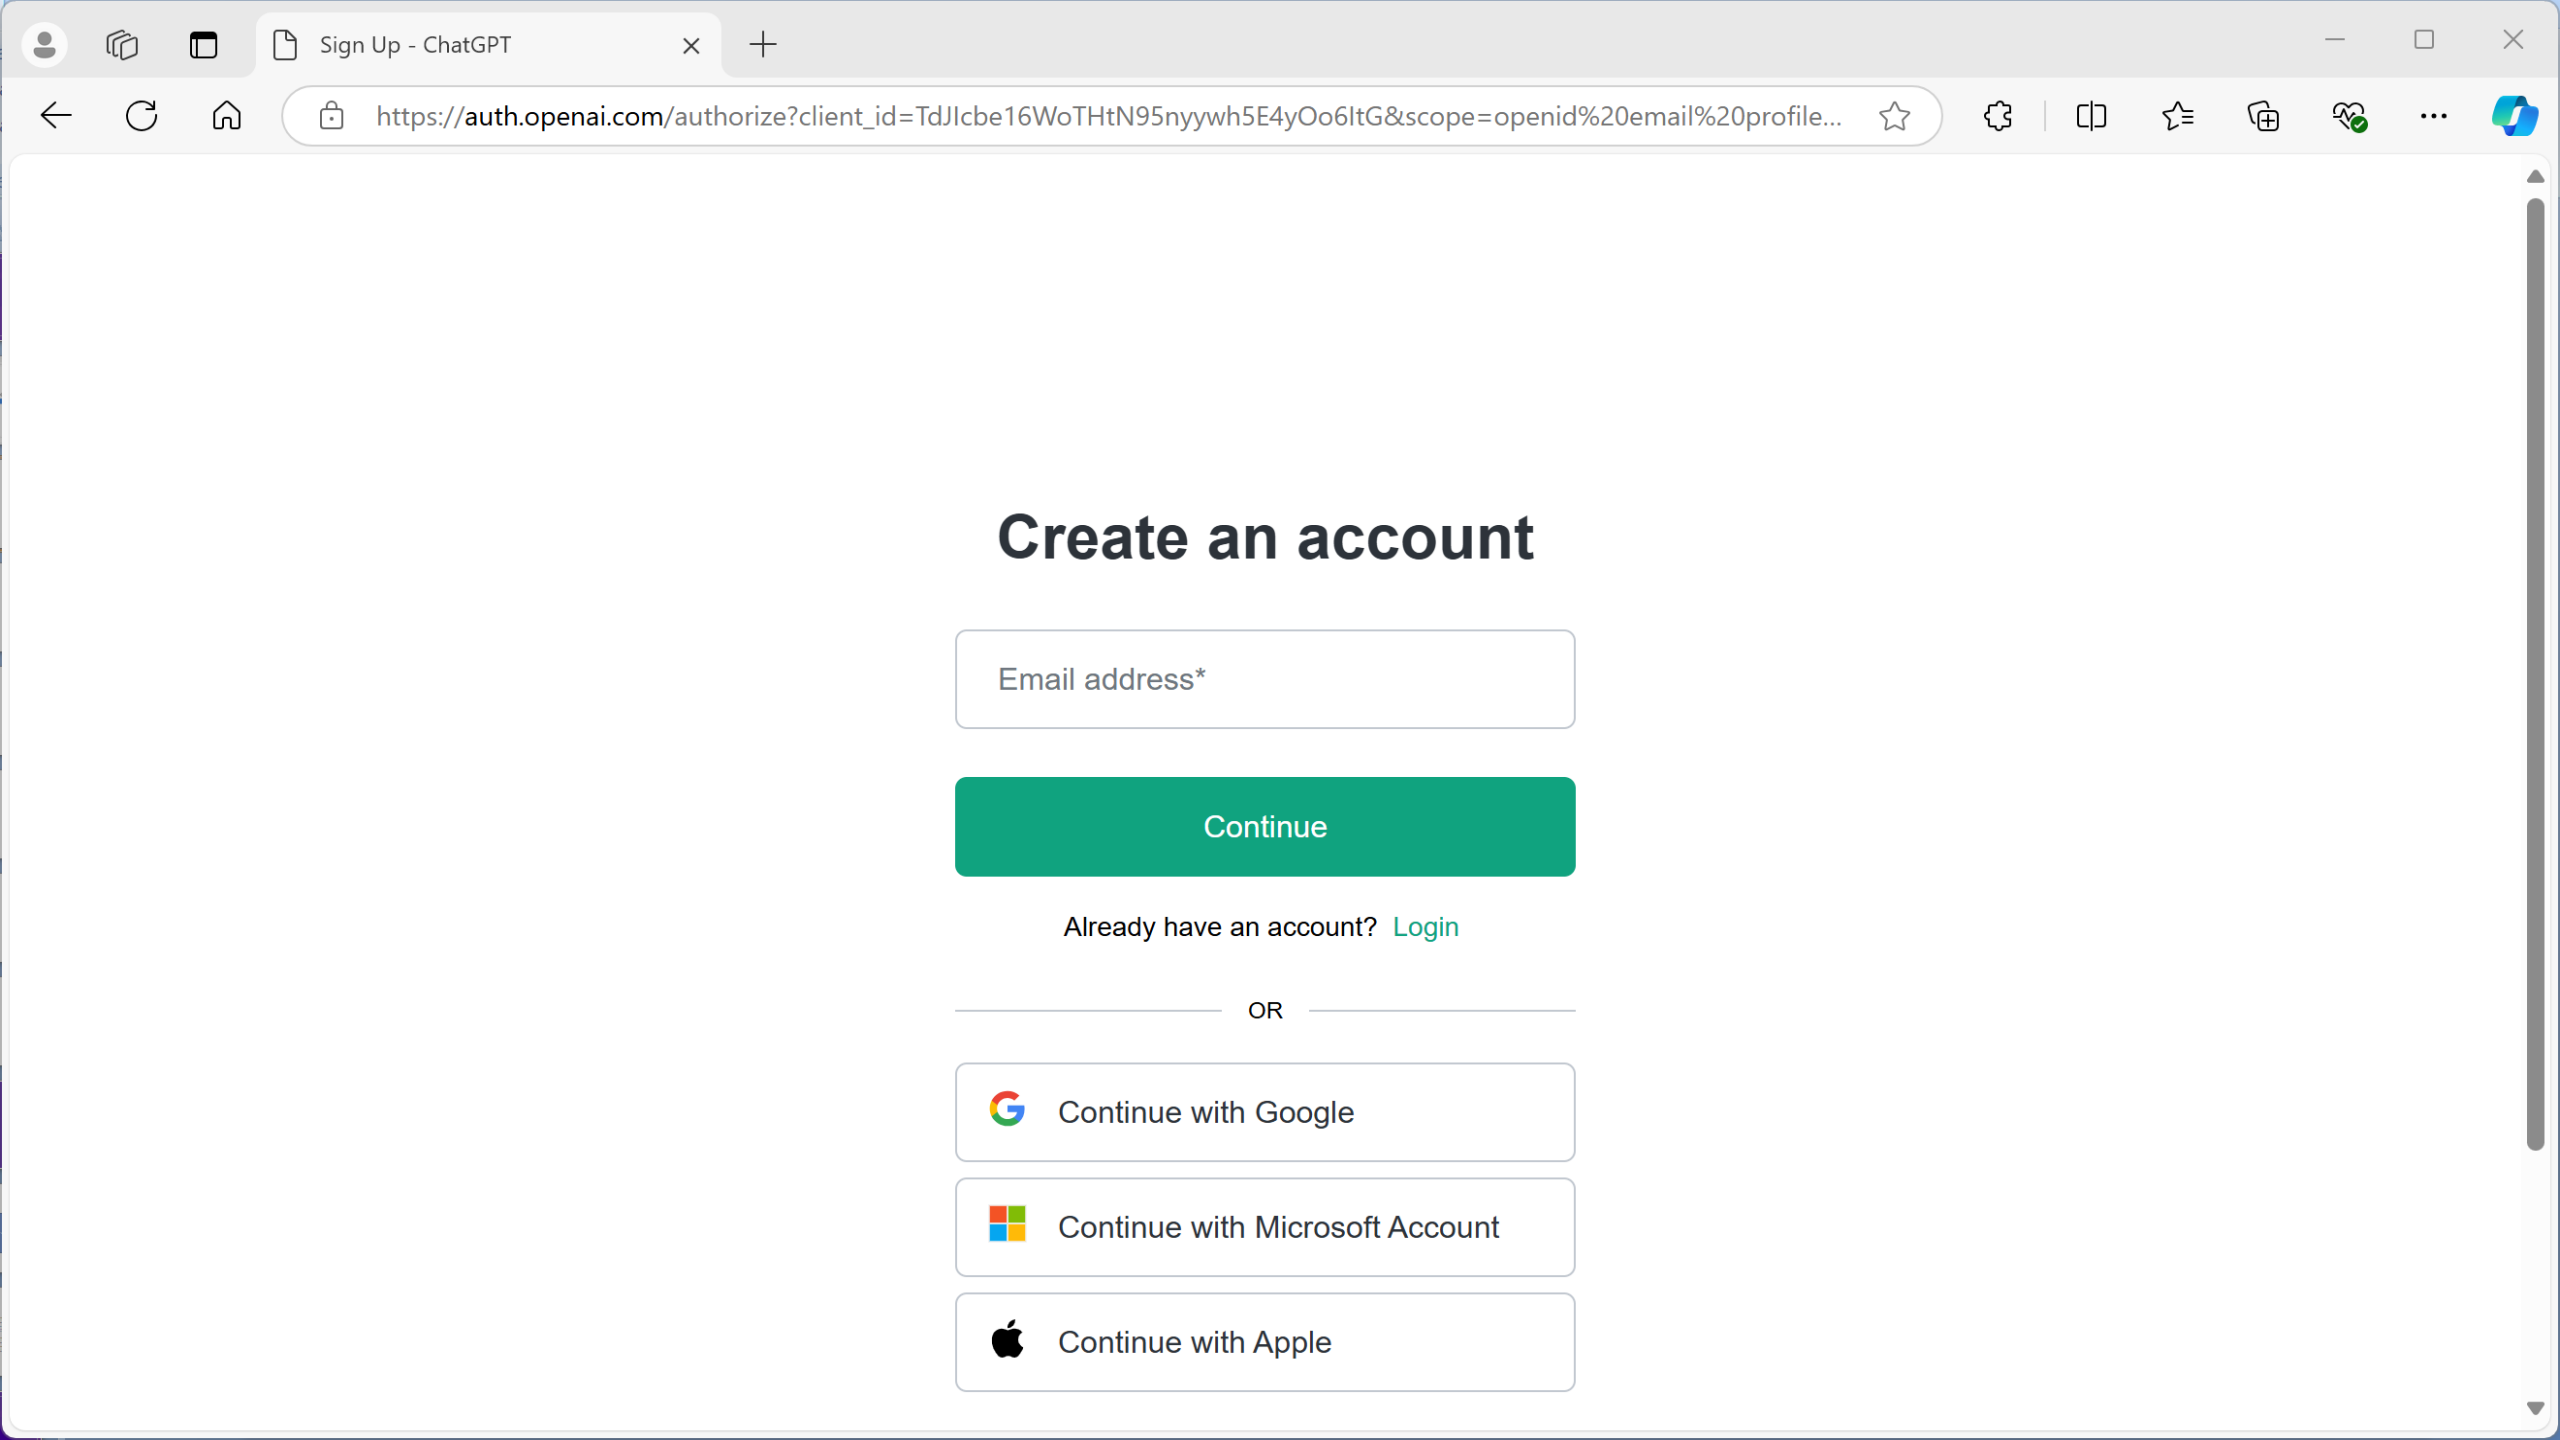 Sign Up - ChatGPT
https://auth.openai.com/authorize?client_id=TdJIcbe16WoTHtN95nyywh5E4yOo6ItG&scope=openid%20email%20profile...
Create an account
Email address*
Continue
Already have an account? Login
OR
Continue with Google
Continue with Microsoft Account
Continue with Apple